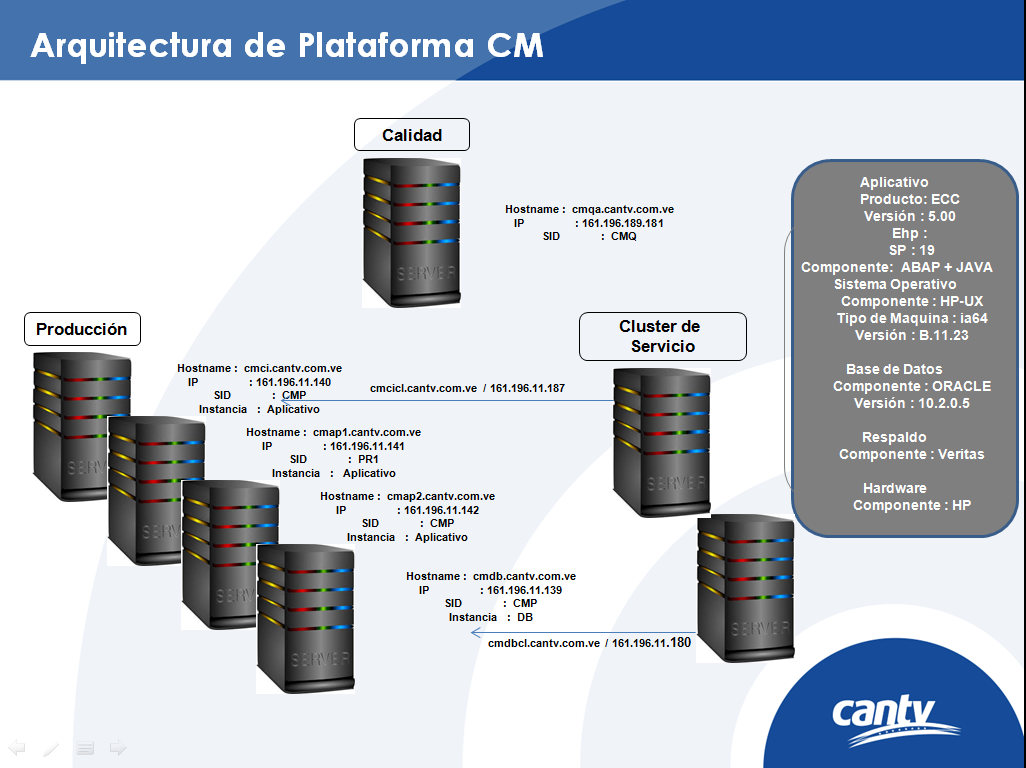 Arquitectura de Plataforma CM
Calidad
Hostname : cmqa.cantv.com.ve
IP : 161.196.189.181
SID : CMQ
Producción
Hostname : cmci.cantv.com.ve
IP : 161.196.11.140
SID : CMP
Instancia : Aplicativo
Hostname : cmap1.cantv.com.ve
IP : 161.196.11.141
SID : PR1
Instancia : Aplicativo
Hostname : cmap2.cantv.com.ve
IP : 161.196.11.142
SID : CMP
Instancia : Aplicativo
Hostname : cmdb.cantv.com.ve
IP : 161.196.11.139
SID : CMP
Instancia : DB
Cluster de
Servicio
cmcicl.cantv.com.ve / 161.196.11.187
cmdbcl.cantv.com.ve / 161.196.11.180
Aplicativo
Producto: ECC
Versión : 5.00
Ehp :
SP : 19
Componente: ABAP + JAVA
Sistema Operativo
Componente : HP-UX
Tipo de Maquina : ia64
Versión : B.11.23
Base de Datos
Componente : ORACLE
Versión : 10.2.0.5
Respaldo
Componente : Veritas
Hardware
Componente : HP
SERVER
SERVER
SERVER
SERVER
SERVER
SERVER
SERVER
cantv